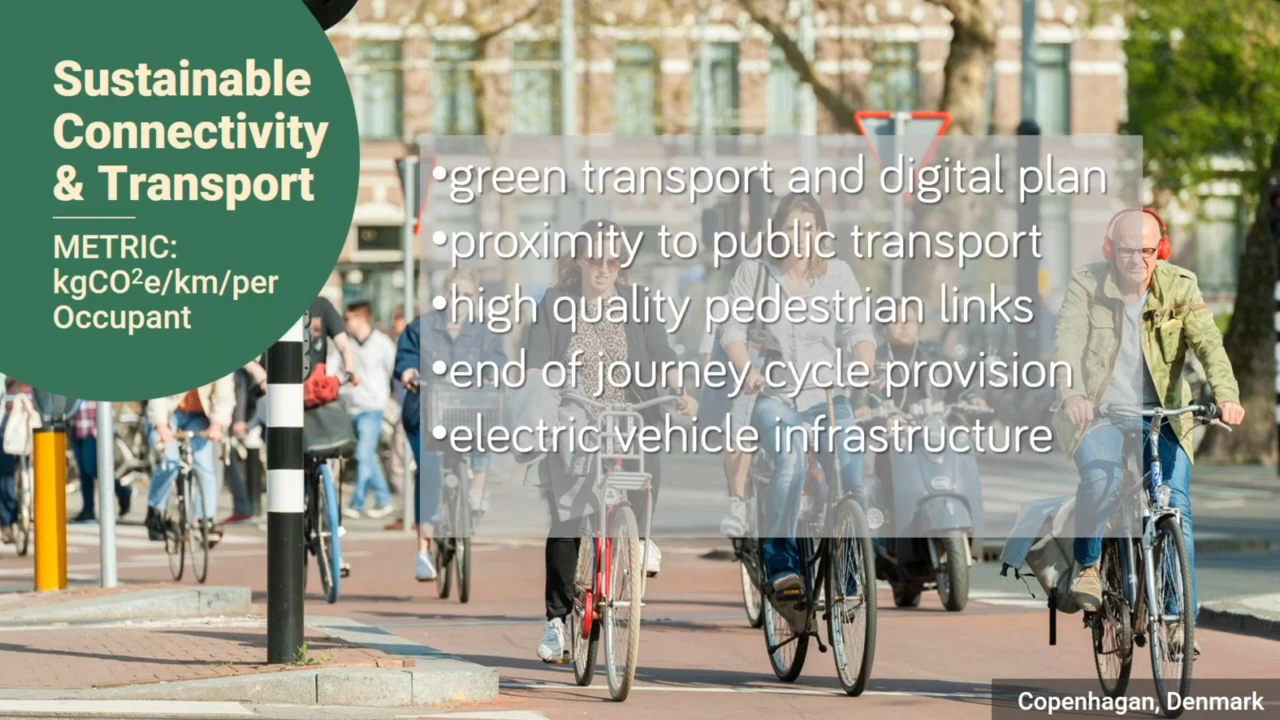 Sustainable
Connectivity
& Transport
METRIC:
kgCO²e/km/per
Occupant
•green transport and digital plan
•proximity to public transport
•high quality pedestrian links
•end of journey cycle provision
•electric vehicle infrastructure
Copenhagan, Denmark